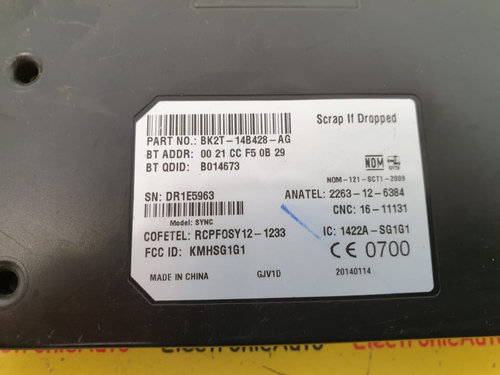 Scrap If Dropped
PART NO.: BK2T-14B428-AG
BT ADDR: 00 21 CC F5 0B 29
BT QDID: B014673
NOM
NOM-121-SCT1-2009
SN: DR1E5963
ANATEL: 2263-12-6384
CNC: 16-11131
Model: SYNC
COFETEL: RCPFOSY12-1233
IC: 1422A-SG1G1
FCC ID: KMHSG1G1
CE 0700
MADE IN CHINA
GJV1D
20140114
ElectronicAuto